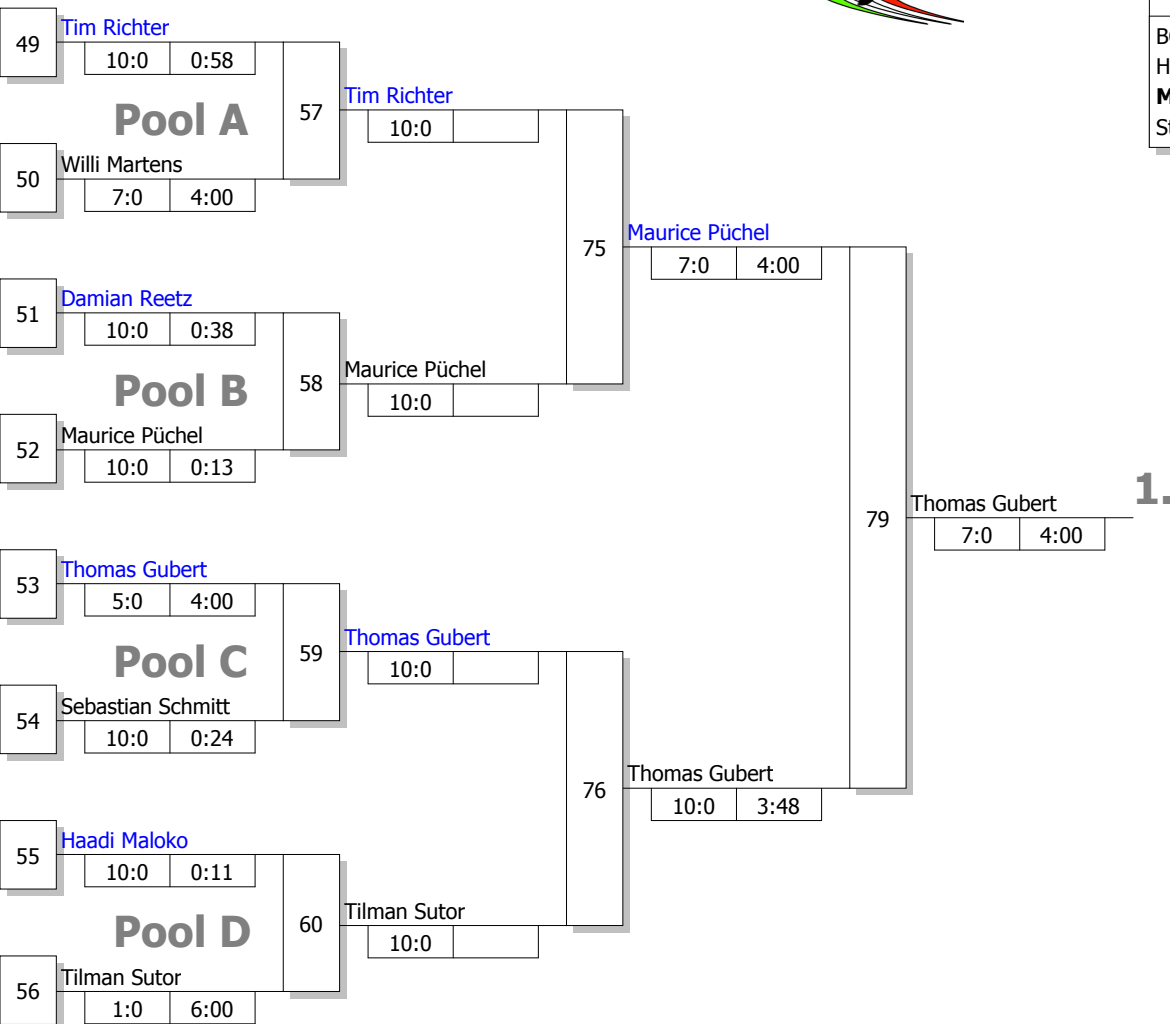 49
Tim Richter
10:0 0:58
Pool A
57
Tim Richter
10:0
50
Willi Martens
7:0 4:00
75
Maurice Püchel
7:0 4:00
51
Damian Reetz
10:0 0:38
Pool B
58
Maurice Püchel
10:0
52
Maurice Püchel
10:0 0:13
79
Thomas Gubert
7:0 4:00
1.
53
Thomas Gubert
5:0 4:00
Pool C
59
Thomas Gubert
10:0
54
Sebastian Schmitt
10:0 0:24
76
Thomas Gubert
10:0 3:48
55
Haadi Maloko
10:0 0:11
Pool D
60
Tilman Sutor
10:0
56
Tilman Sutor
1:0 6:00